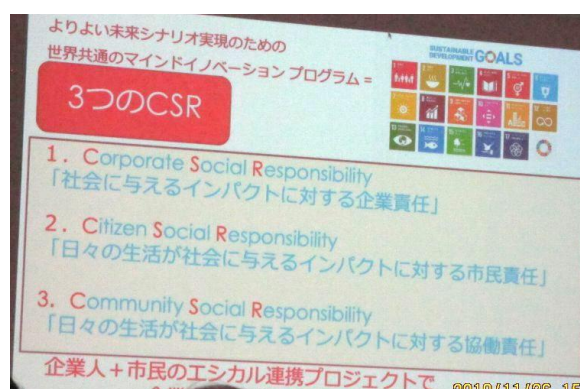 よりよい未来シナリオ実現のための
世界共通のマインドイノベーション プログラム =
SUSTAINABLE DEVELOPMENT GOALS
3つのCSR
1. Corporate Social Responsibility
「社会に与えるインパクトに対する企業責任」
2. Citizen Social Responsibility
「日々の生活が社会に与えるインパクトに対する市民責任」
3. Community Social Responsibility
「日々の生活が社会に与えるインパクトに対する協働責任」
企業人+市民のエシカル連携プロジェクトで